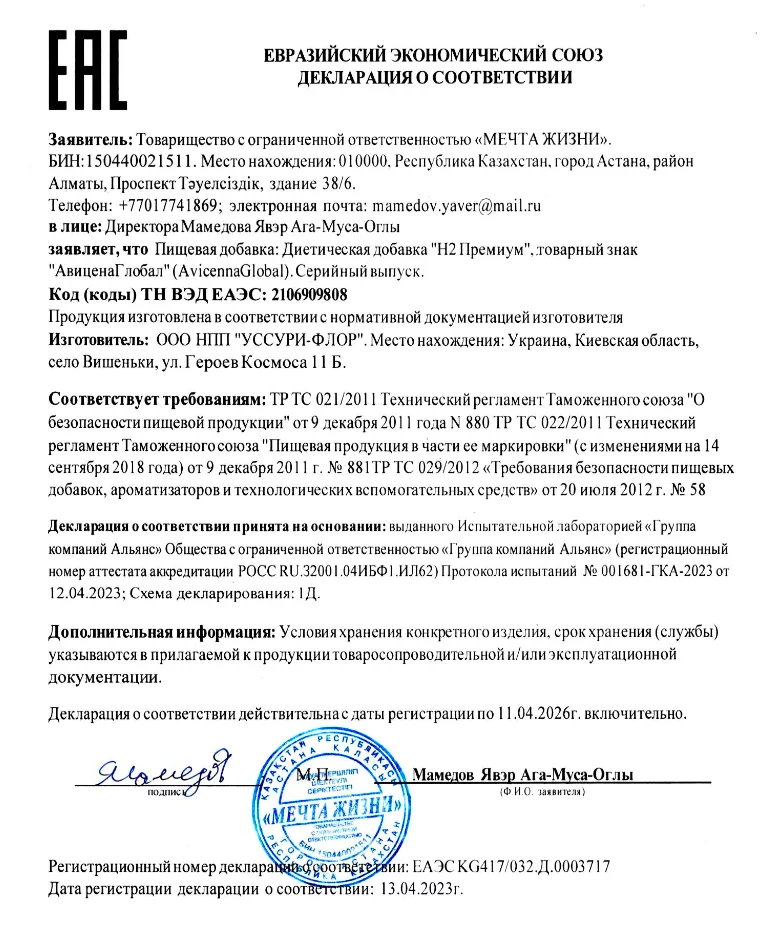 EAC
ЕВРАЗИЙСКИЙ ЭКОНОМИЧЕСКИЙ СОЮЗ
ДЕКЛАРАЦИЯ О СООТВЕТСТВИИ
Заявитель: Товарищество с ограниченной ответственностью «МЕЧТА ЖИЗНИ».
БИН:150440021511. Место нахождения: 010000, Республика Казахстан, город Астана, район
Алматы, Проспект Тәуелсіздік, здание 38/6.
Телефон: +77017741869; электронная почта: mamedov.yaver@mail.ru
в лице: Директора Мамедова Явэр Ага-Муса-Оглы
заявляет, что Пищевая добавка: Диетическая добавка "H2 Премиум", товарный знак
"АвиценаГлобал" (AvicennaGlobal). Серийный выпуск.
Код (коды) ТН ВЭД ЕАЭС: 2106909808
Продукция изготовлена в соответствии с нормативной документацией изготовителя
Изготовитель: ООО НПП "УССУРИ-ФЛОР". Место нахождения: Украина, Киевская область,
село Вишеньки, ул. Героев Космоса 11 Б.
Соответствует требованиям: ТР ТС 021/2011 Технический регламент Таможенного союза "О
безопасности пищевой продукции" от 9 декабря 2011 года N 880 ТР ТС 022/2011 Технический
регламент Таможенного союза "Пищевая продукция в части ее маркировки" (с изменениями на 14
сентября 2018 года) от 9 декабря 2011 г. № 881ТР ТС 029/2012 «Требования безопасности пищевых
добавок, ароматизаторов и технологических вспомогательных средств» от 20 июля 2012 г. № 58
Декларация о соответствии принята на основании: выданного Испытательной лабораторией «Группа
компаний Альянс» Общества с ограниченной ответственностью «Группа компаний Альянс» (регистрационный
номер аттестата аккредитации РОСС RU.32001.04ИБФ1.ИЛ62) Протокола испытаний № 001681-ГКА-2023 от
12.04.2023; Схема декларирования: 1Д.
Дополнительная информация: Условия хранения конкретного изделия, срок хранения (службы)
указываются в прилагаемой к продукции товаросопроводительной и/или эксплуатационной
документации.
Декларация о соответствии действительна с даты регистрации по 11.04.2026г. включительно.
Мамедов
М.П.
Мамедов Явэр Ага-Муса-Оглы
подпись
(Ф.И.О. заявителя)
ҚАЗАҚСТАН РЕСПУБЛИКАСЫ
АСТАНА ҚАЛАСЫ
«МЕЧТА ЖИЗНИ»
БИН 150440021511
ГОРОД АСТАНА
РЕСПУБЛИКА КАЗАХСТАН
Регистрационный номер декларации о соответствии: ЕАЭС KG417/032.Д.0003717
Дата регистрации декларации о соответствии: 13.04.2023г.